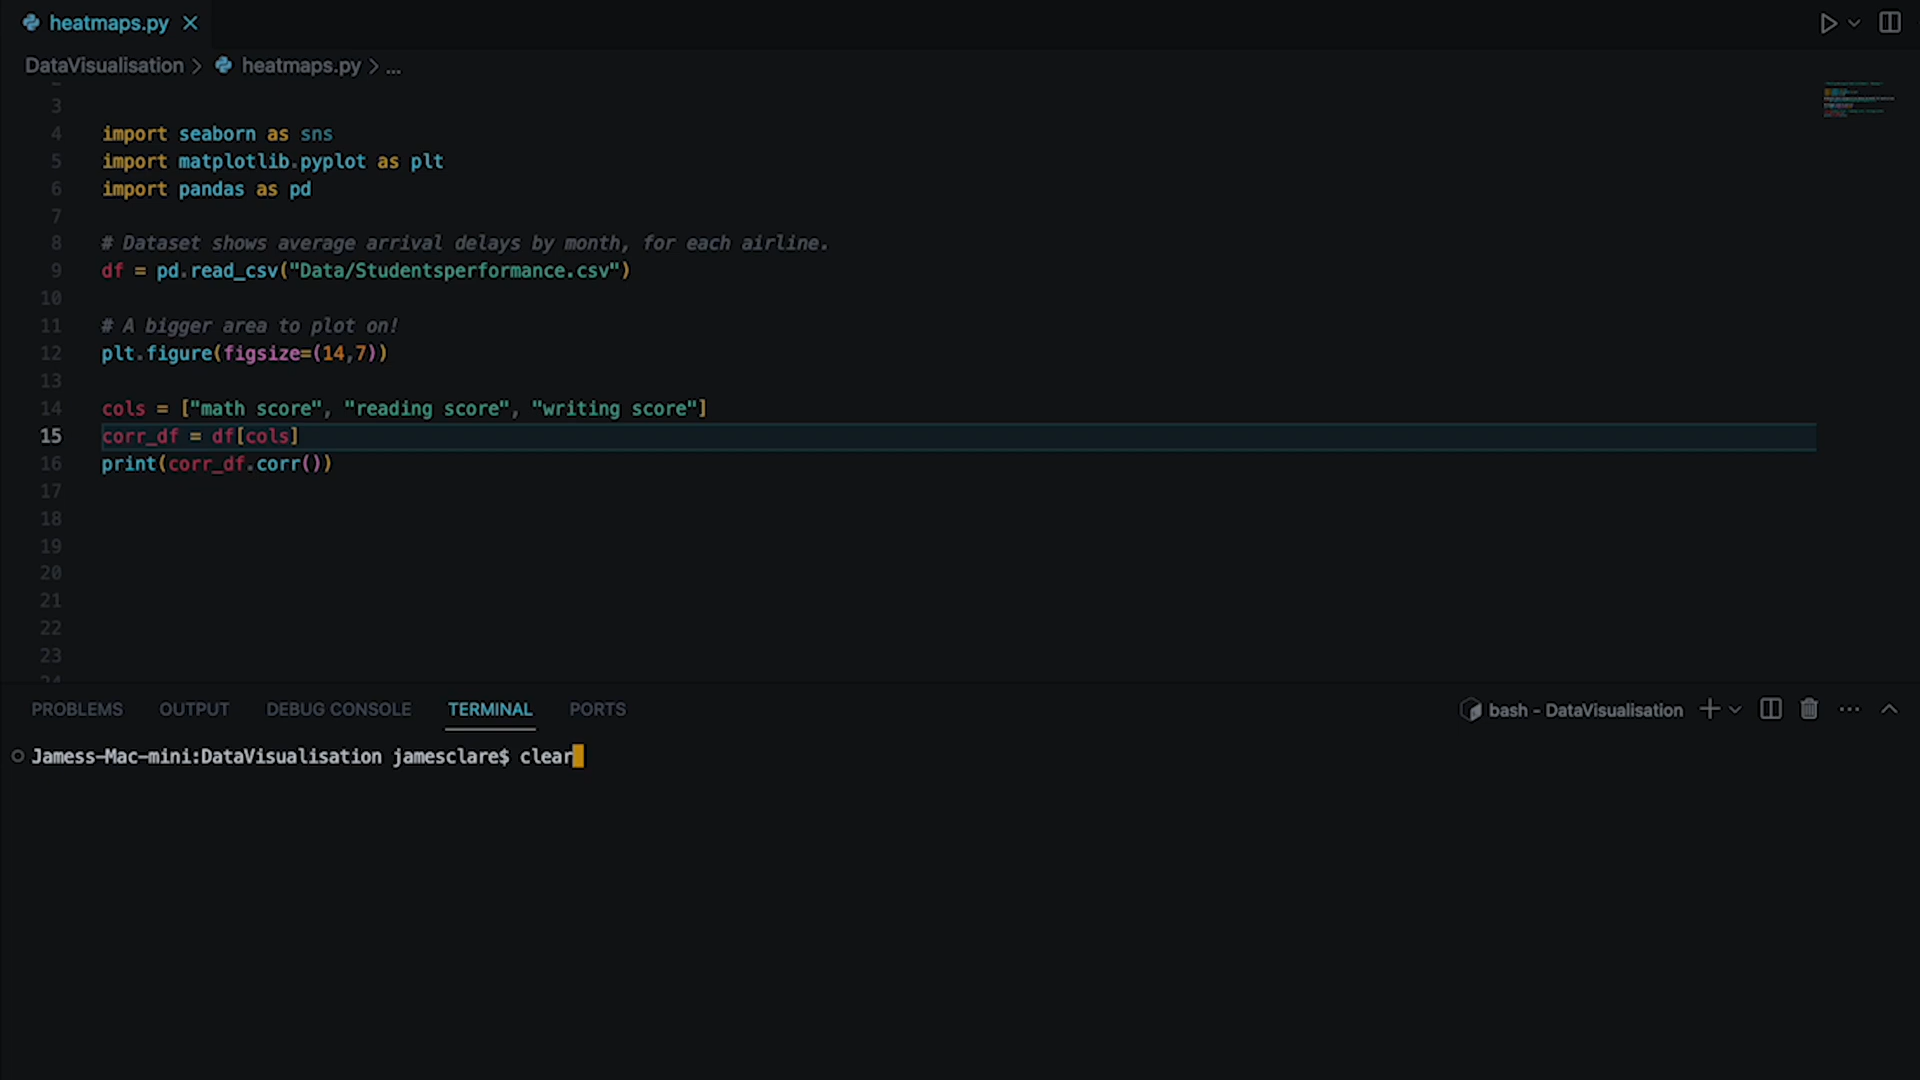 heatmaps.py
DataVisualisation > heatmaps.py > ...
3
4 import seaborn as sns
5 import matplotlib.pyplot as plt
6 import pandas as pd
7
8 # Dataset shows average arrival delays by month, for each airline.
9 df = pd.read_csv("Data/Studentsperformance.csv")
10
11 # A bigger area to plot on!
12 plt.figure(figsize=(14,7))
13
14 cols = ["math score", "reading score", "writing score"]
15 corr_df = df[cols]
16 print(corr_df.corr())
17
18
19
20
21
22
23
PROBLEMS OUTPUT DEBUG CONSOLE TERMINAL PORTS bash - DataVisualisation
Jamess-Mac-mini:DataVisualisation jamesclare$ clear